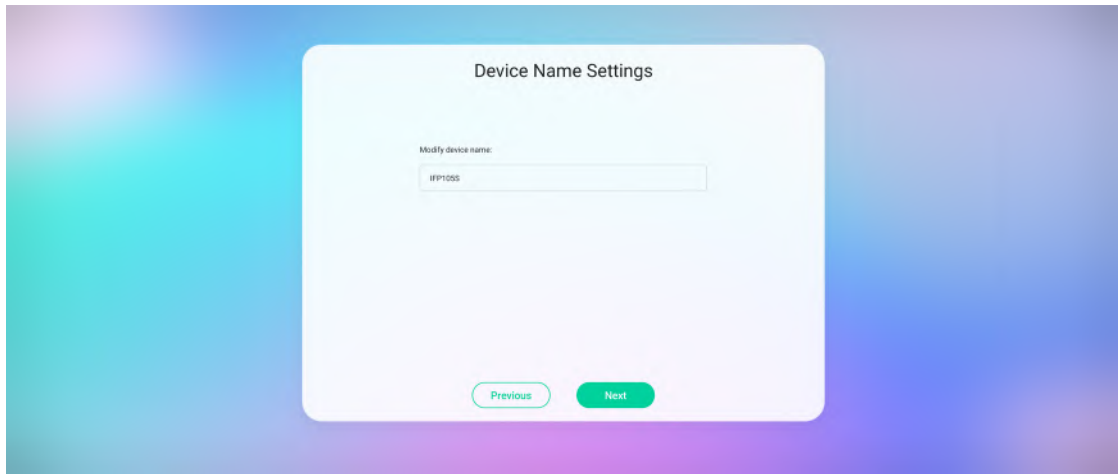 Device Name Settings
Modify device name:
IFP105S
Previous
Next